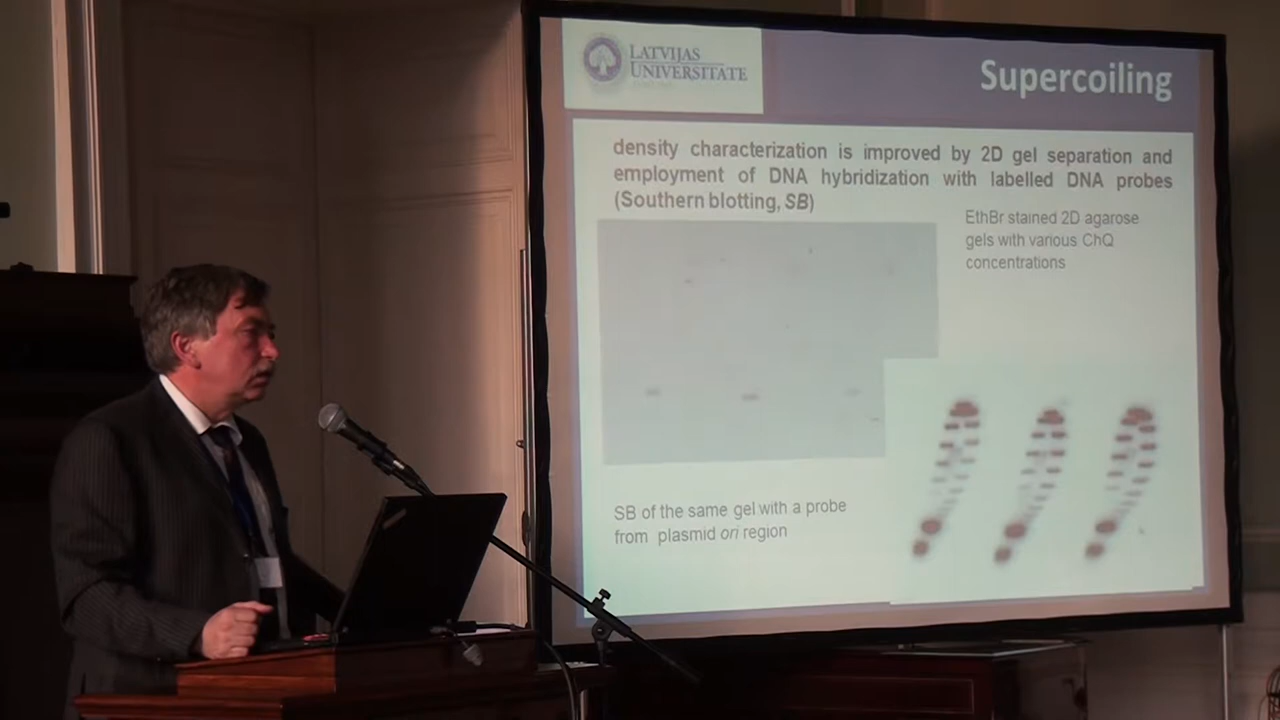 LATVIJAS
UNIVERSITATE
Supercoiling
density characterization is improved by 2D gel separation and
employment of DNA hybridization with labelled DNA probes
(Southern blotting, SB)
EthBr stained 2D agarose
gels with various ChQ
concentrations
SB of the same gel with a probe
from plasmid ori region